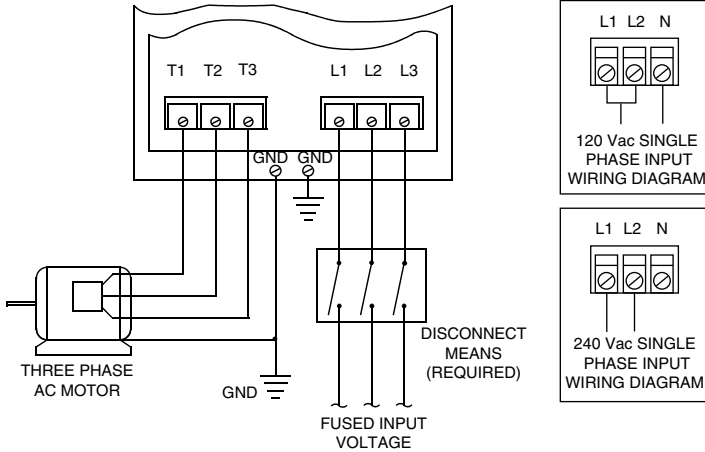 T1 T2 T3 L1 L2 L3
GND GND
THREE PHASE
AC MOTOR
GND
DISCONNECT
MEANS
(REQUIRED)
FUSED INPUT
VOLTAGE
L1 L2 N
120 Vac SINGLE
PHASE INPUT
WIRING DIAGRAM
L1 L2 N
240 Vac SINGLE
PHASE INPUT
WIRING DIAGRAM